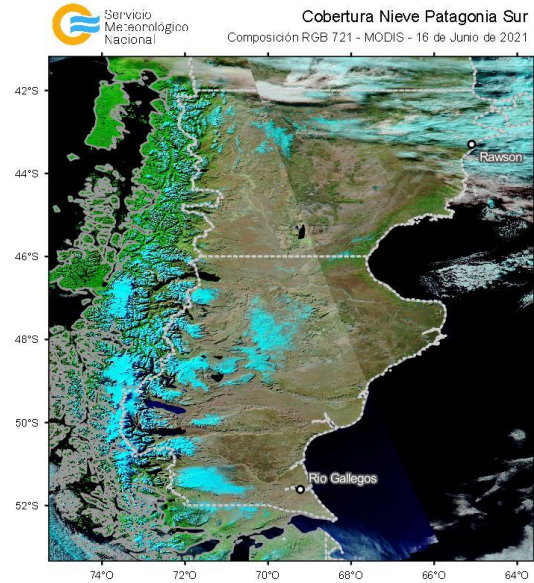 Servicio
Meteorológico
Nacional
Cobertura Nieve Patagonia Sur
Composición RGB 721 - MODIS - 16 de Junio de 2021
42°S
44°S
46°S
48°S
50°S
52°S
Rawson
Rio Gallegos
74°O
72°O
70°O
68°O
66°O
64°O